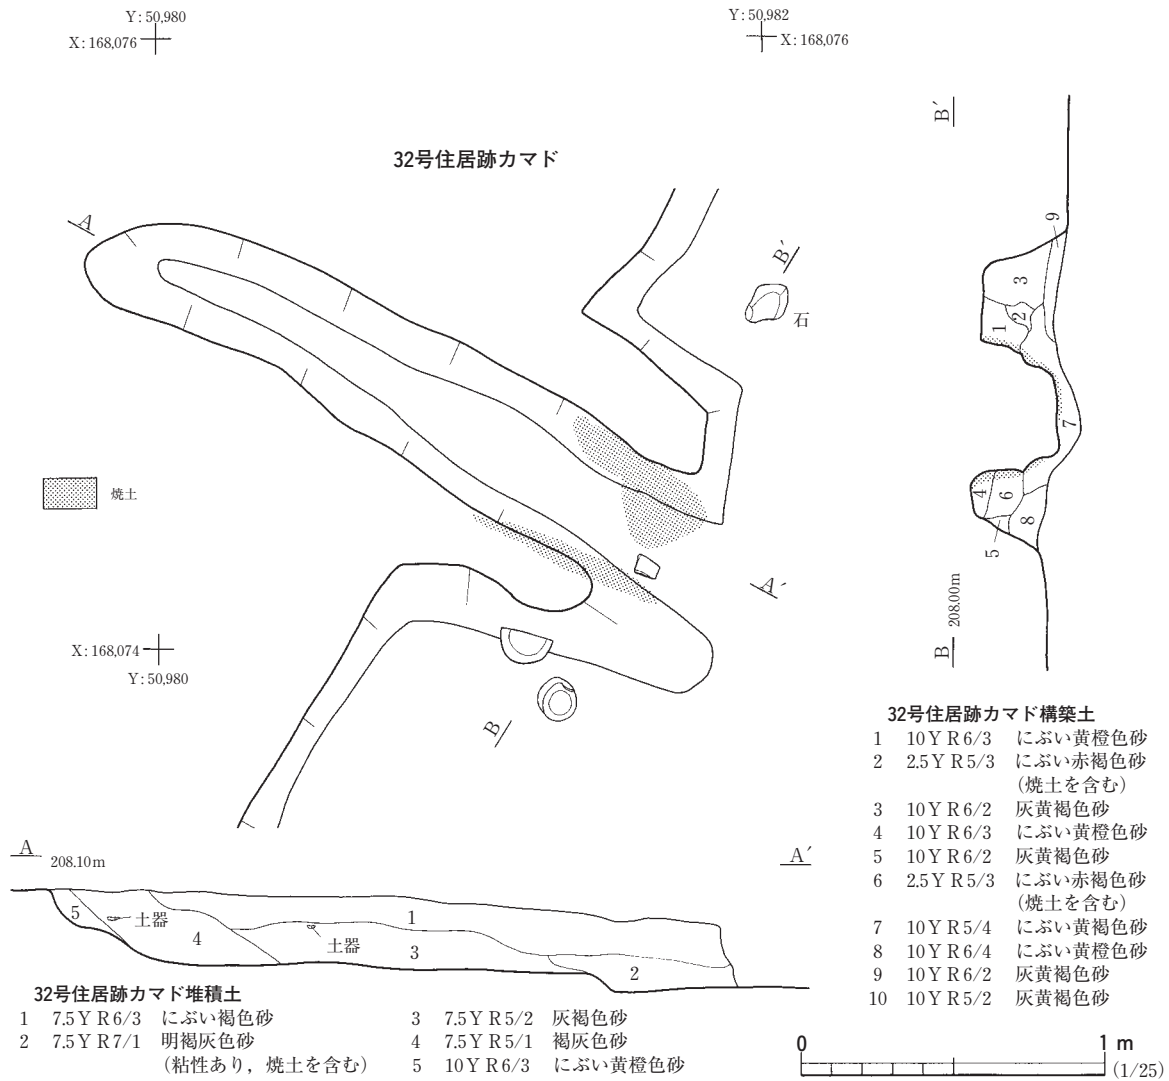 Y: 50,980
X: 168,076
Y: 50,982
X: 168,076
32号住居跡カマド
A
B´
石
焼土
A´
B
X: 168,074
Y: 50,980
B´
9
3
2
1
7
4
6
8
5
B 208.00m
32号住居跡カマド構築土
1 10YR6/3 にぶい黄橙色砂
2 2.5YR5/3 にぶい赤褐色砂
(焼土を含む)
3 10YR6/2 灰黄褐色砂
4 10YR6/3 にぶい黄橙色砂
5 10YR6/2 灰黄褐色砂
6 2.5YR5/3 にぶい赤褐色砂
(焼土を含む)
7 10YR5/4 にぶい黄褐色砂
8 10YR6/4 にぶい黄橙色砂
9 10YR6/2 灰黄褐色砂
10 10YR5/2 灰黄褐色砂
A 208.10m A´
5
土器
4
1
土器
3
2
32号住居跡カマド堆積土
1 7.5YR6/3 にぶい褐色砂
2 7.5YR7/1 明褐灰色砂
(粘性あり，焼土を含む)
3 7.5YR5/2 灰褐色砂
4 7.5YR5/1 褐灰色砂
5 10YR6/3 にぶい黄橙色砂
0 1 m
(1/25)